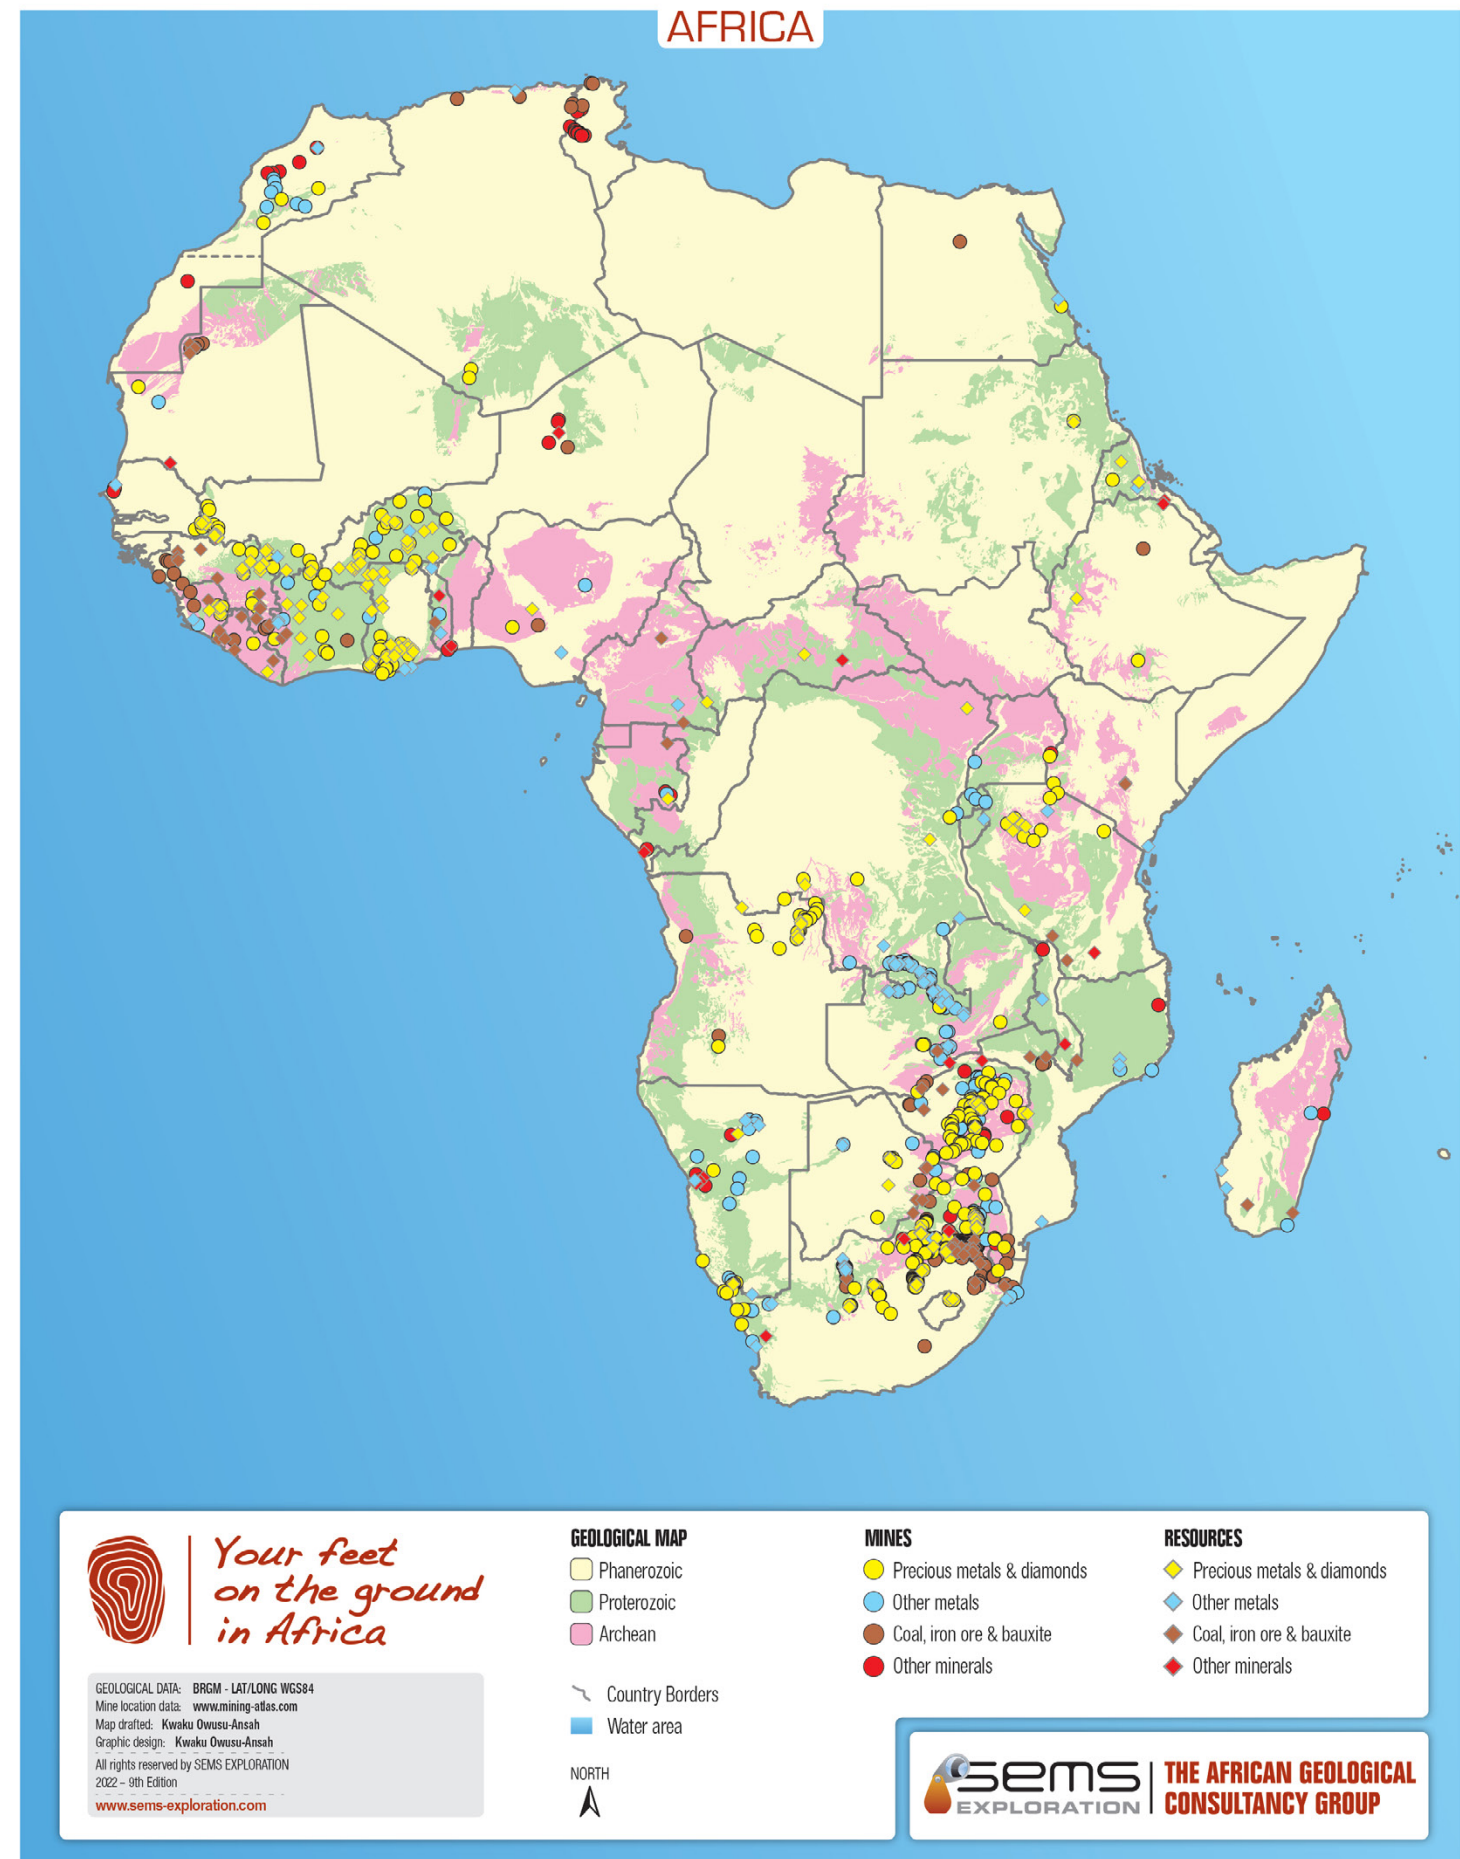 AFRICA
Your feet
on the ground
in Africa
GEOLOGICAL DATA: BRGM - LAT/LONG WGS84
Mine location data: www.mining-atlas.com
Map drafted: Kwaku Owusu-Ansah
Graphic design: Kwaku Owusu-Ansah
All rights reserved by SEMS EXPLORATION
2022 – 9th Edition
www.sems-exploration.com
GEOLOGICAL MAP
Phanerozoic
Proterozoic
Archean
Country Borders
Water area
NORTH
MINES
Precious metals & diamonds
Other metals
Coal, iron ore & bauxite
Other minerals
RESOURCES
Precious metals & diamonds
Other metals
Coal, iron ore & bauxite
Other minerals
sems
EXPLORATION
THE AFRICAN GEOLOGICAL
CONSULTANCY GROUP